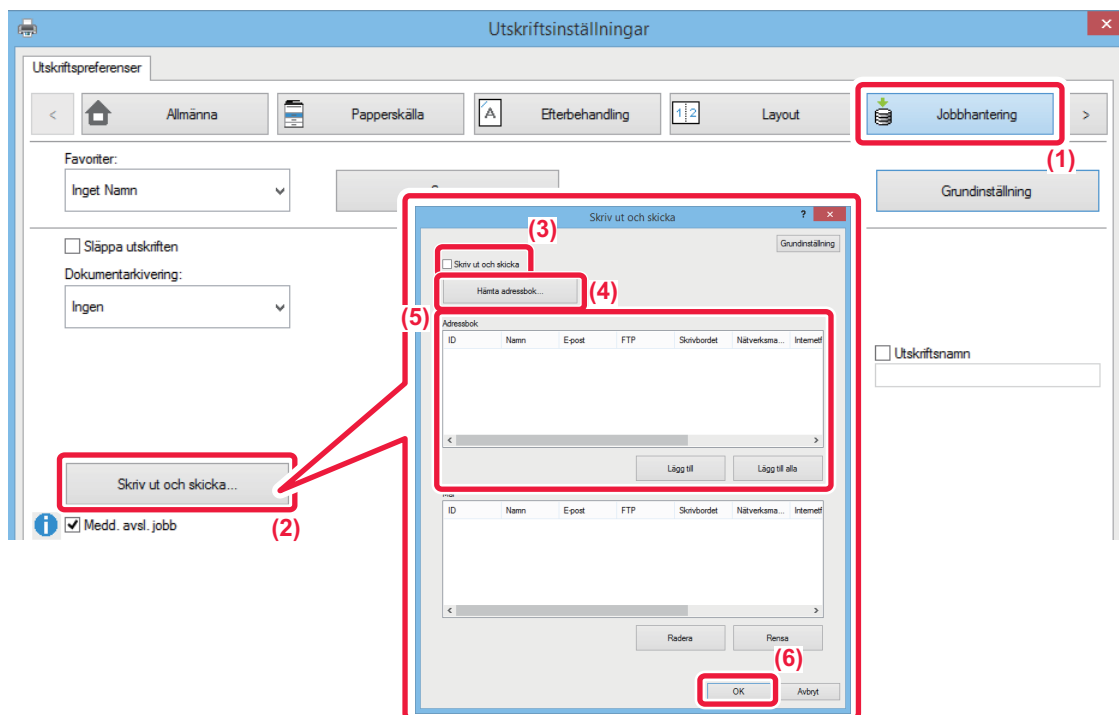 Utskriftsinställningar
Utskriftspreferenser
< Allmänna Papperskälla Efterbehandling Layout Jobbhantering >
(1)
Favoriter:
Inget Namn
Grundinställning
Skriv ut och skicka
?
(3)
Grundinställning
Släppa utskriften
Skriv ut och skicka
Dokumentarkivering:
Hämta adressbok...
(4)
Ingen
(5)
Adressbok
ID Namn E-post FTP Skrivbordet Nätverksma... Internetf
Utskriftsnamn
< >
Lägg till Lägg till alla
Skriv ut och skicka...
(2)
Medd. avsl. jobb
Mål
ID Namn E-post FTP Skrivbordet Nätverksma... Internetf
< >
Radera Rensa
(6)
OK Avbryt